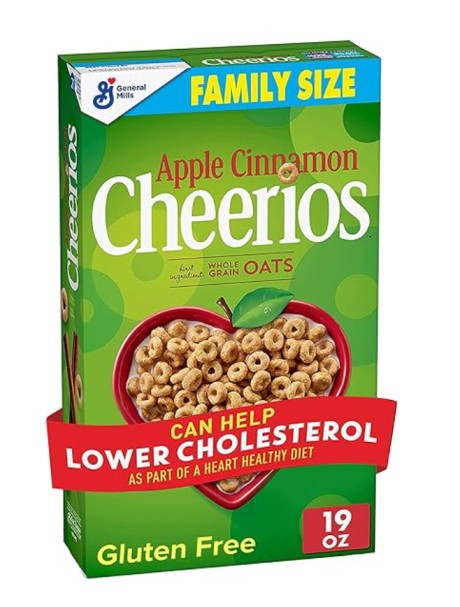 General
Mills
FAMILY SIZE
Apple Cinnamon
Cheerios
first
ingredient
WHOLE
GRAIN
OATS
Cheerios
CAN HELP
LOWER CHOLESTEROL
AS PART OF A HEART HEALTHY DIET
Gluten Free
19
OZ